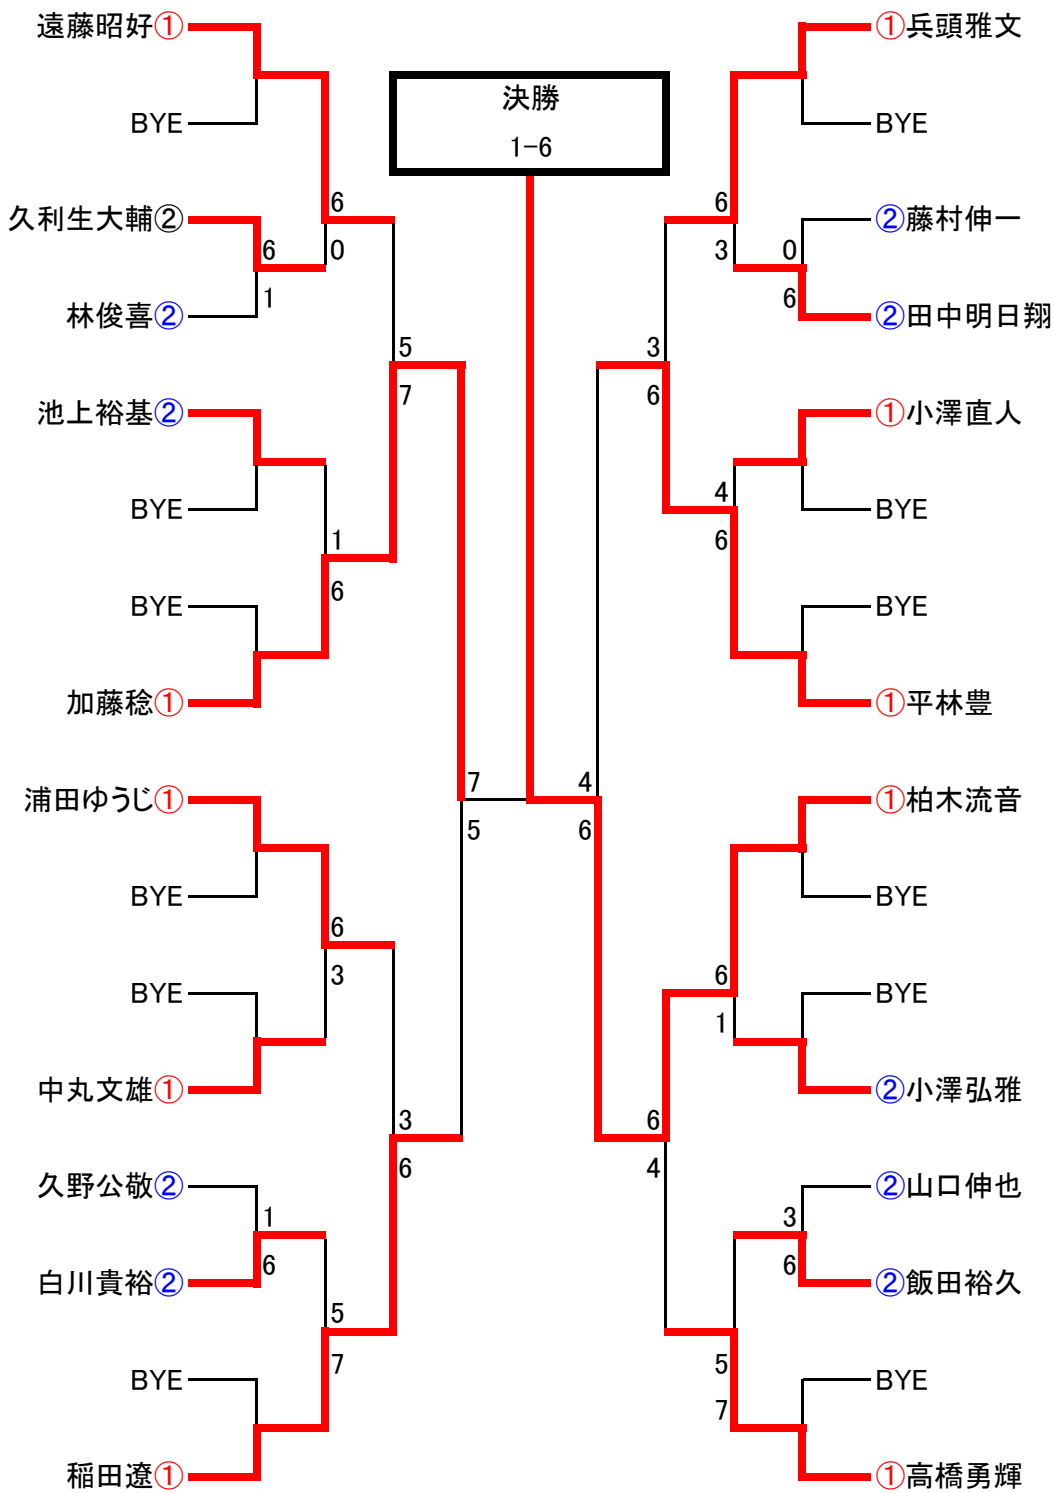 遠藤昭好①
BYE
久利生大輔②
6
1
林俊喜②
6
0
池上裕基②
BYE
BYE
加藤稔①
1
6
5
7
浦田ゆうじ①
BYE
BYE
中丸文雄①
6
3
久野公敬②
1
6
白川貴裕②
BYE
稲田遼①
5
7
3
6
7
5
決勝
1-6
4
6
①兵頭雅文
BYE
②藤村伸一
0
6
②田中明日翔
6
3
3
6
①小澤直人
BYE
BYE
①平林豊
4
6
①柏木流音
BYE
BYE
②小澤弘雅
6
1
6
4
②山口伸也
3
6
②飯田裕久
BYE
①高橋勇輝
5
7